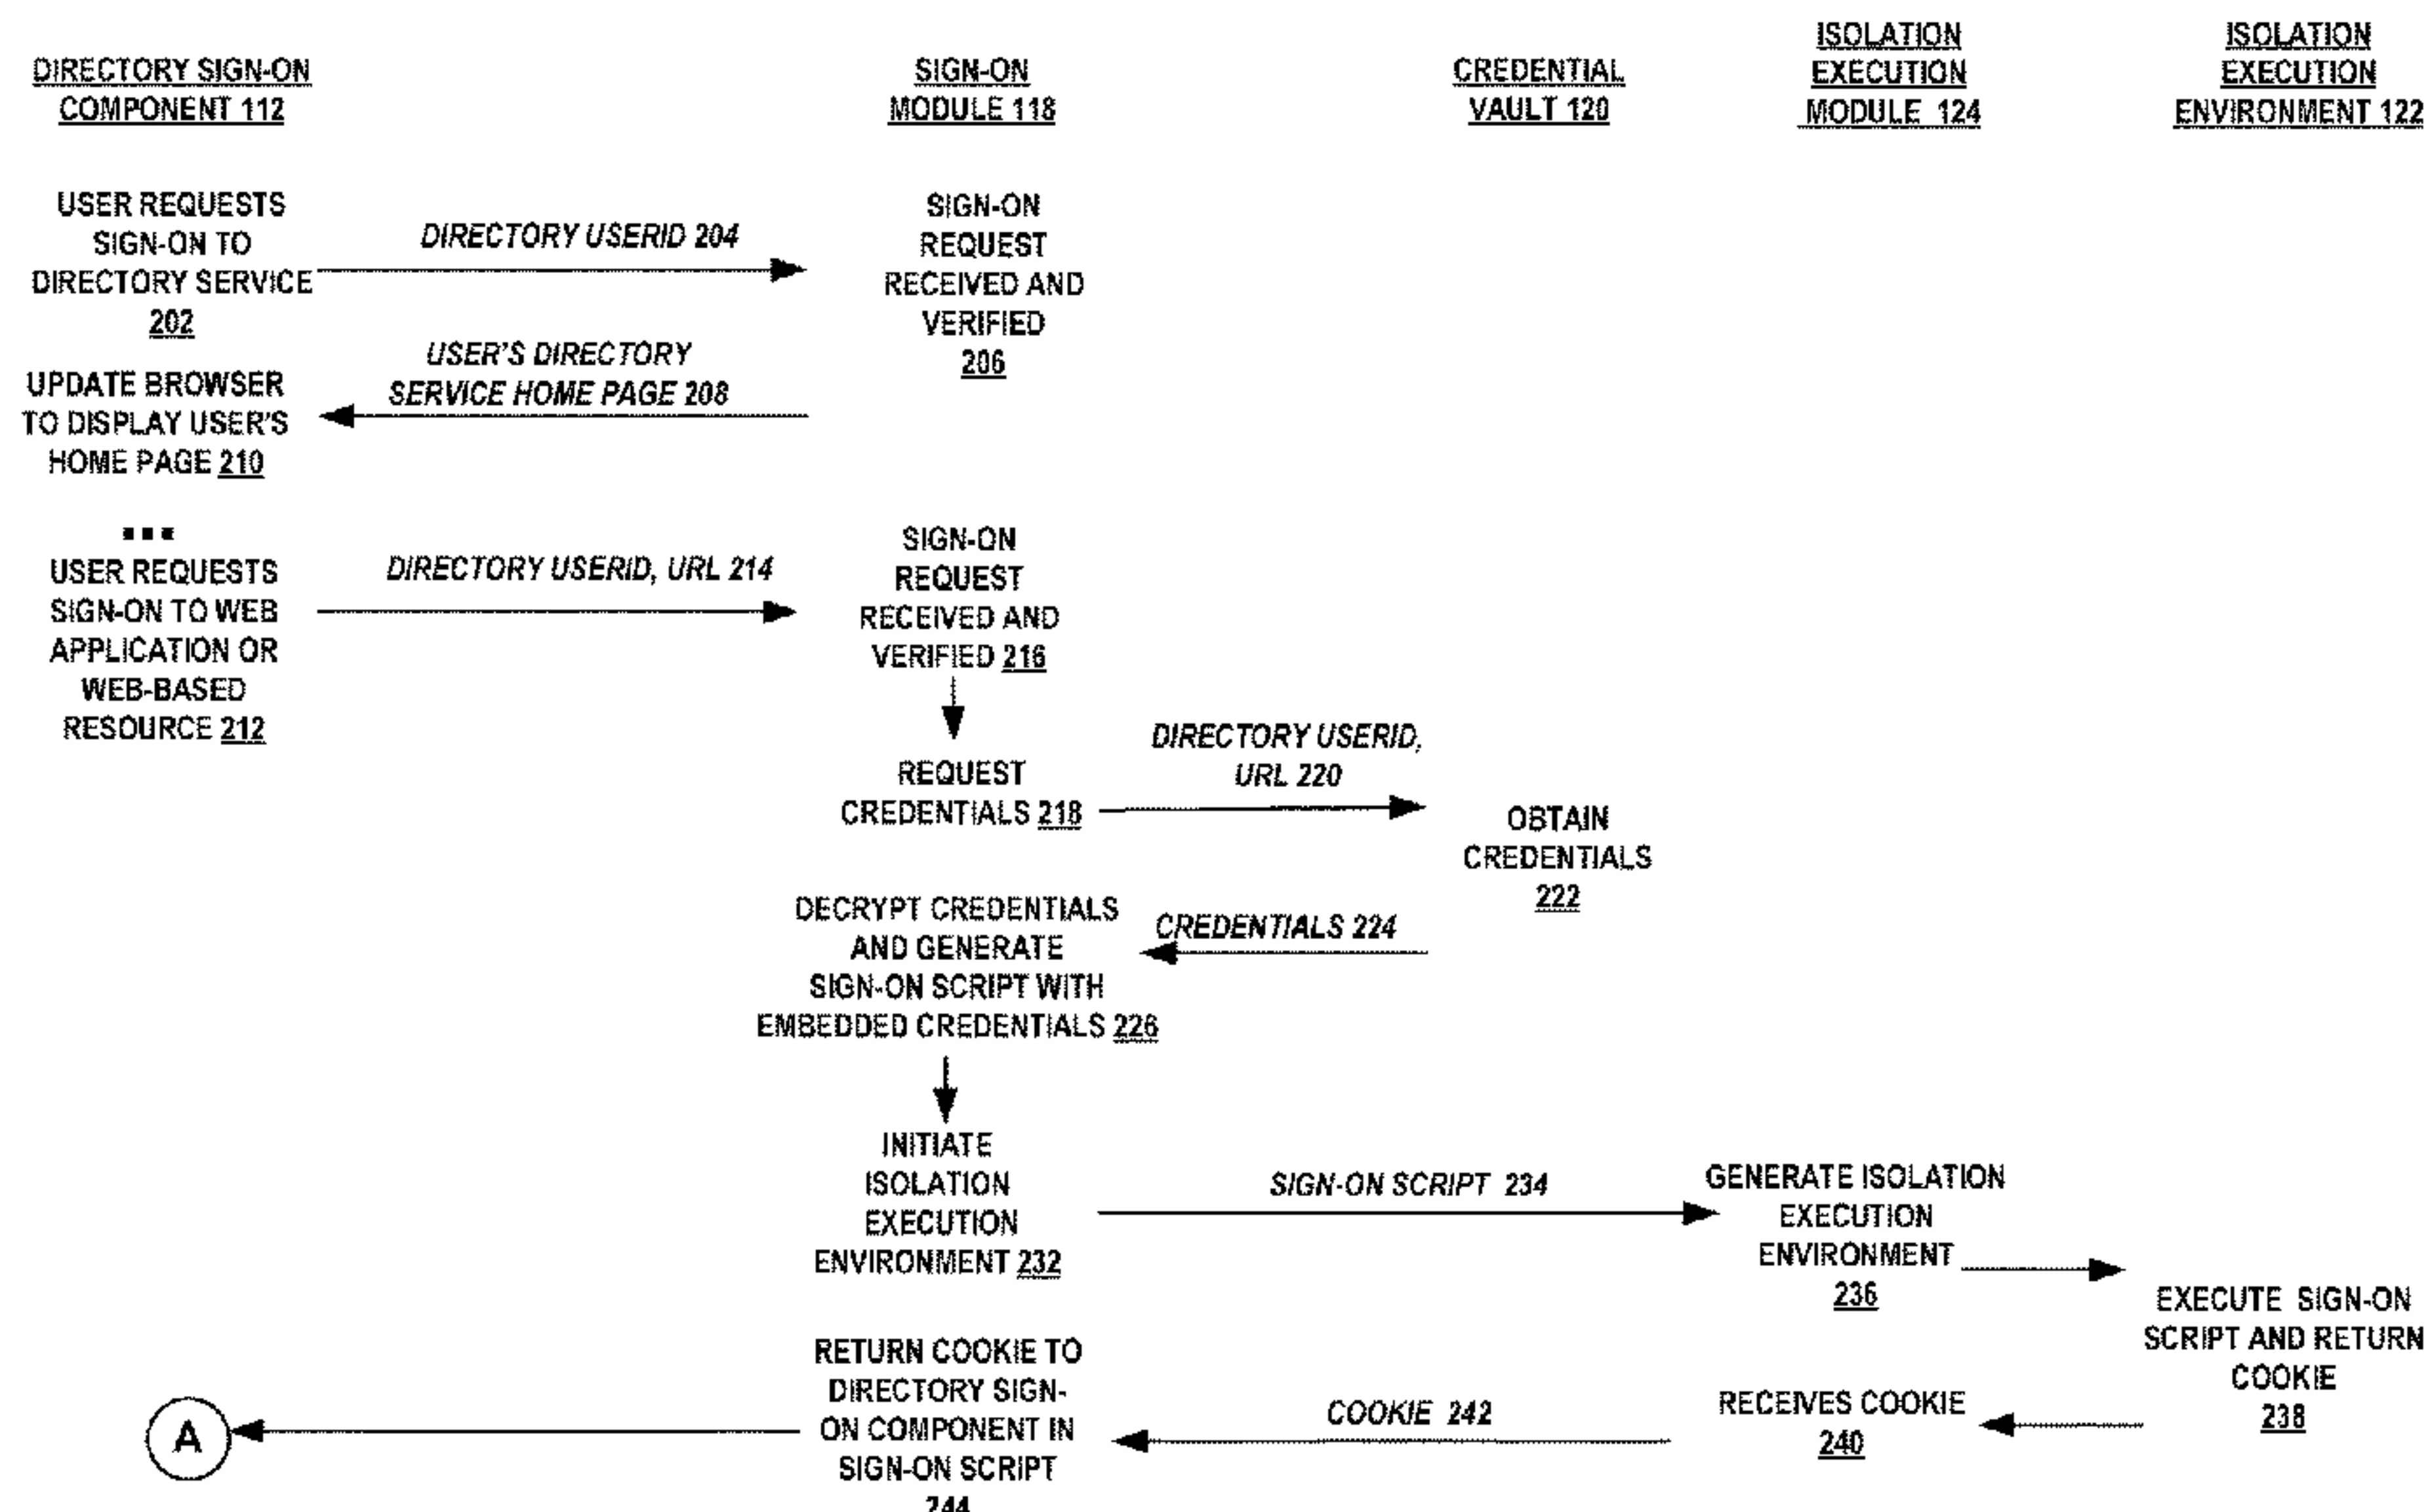 DIRECTORY SIGN-ON
COMPONENT 112
SIGN-ON
MODULE 118
CREDENTIAL
VAULT 120
ISOLATION
EXECUTION
MODULE 124
ISOLATION
EXECUTION
ENVIRONMENT 122
USER REQUESTS
SIGN-ON TO
DIRECTORY SERVICE
202
DIRECTORY USERID 204
SIGN-ON
REQUEST
RECEIVED AND
VERIFIED
206
USER'S DIRECTORY
SERVICE HOME PAGE 208
UPDATE BROWSER
TO DISPLAY USER'S
HOME PAGE 210
...
USER REQUESTS
SIGN-ON TO WEB
APPLICATION OR
WEB-BASED
RESOURCE 212
DIRECTORY USERID, URL 214
SIGN-ON
REQUEST
RECEIVED AND
VERIFIED 216
REQUEST
CREDENTIALS 218
DIRECTORY USERID,
URL 220
OBTAIN
CREDENTIALS
222
CREDENTIALS 224
DECRYPT CREDENTIALS
AND GENERATE
SIGN-ON SCRIPT WITH
EMBEDDED CREDENTIALS 226
INITIATE
ISOLATION
EXECUTION
ENVIRONMENT 232
SIGN-ON SCRIPT 234
GENERATE ISOLATION
EXECUTION
ENVIRONMENT
236
EXECUTE SIGN-ON
SCRIPT AND RETURN
COOKIE
238
RECEIVES COOKIE
240
COOKIE 242
RETURN COOKIE TO
DIRECTORY SIGN-
ON COMPONENT IN
SIGN-ON SCRIPT
244
A